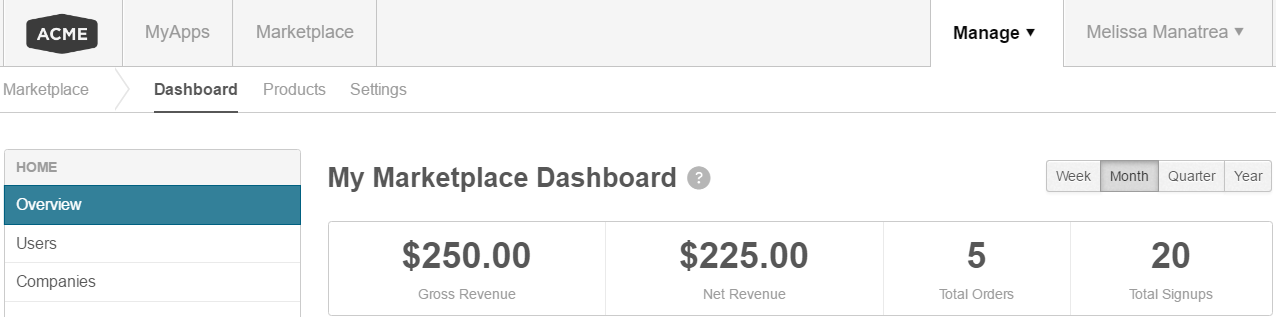 ACME MyApps Marketplace Manage ▼ Melissa Manatrea ▼
Marketplace Dashboard Products Settings
HOME
Overview
Users
Companies
My Marketplace Dashboard ?
Week Month Quarter Year
$250.00 $225.00 5 20
Gross Revenue Net Revenue Total Orders Total Signups